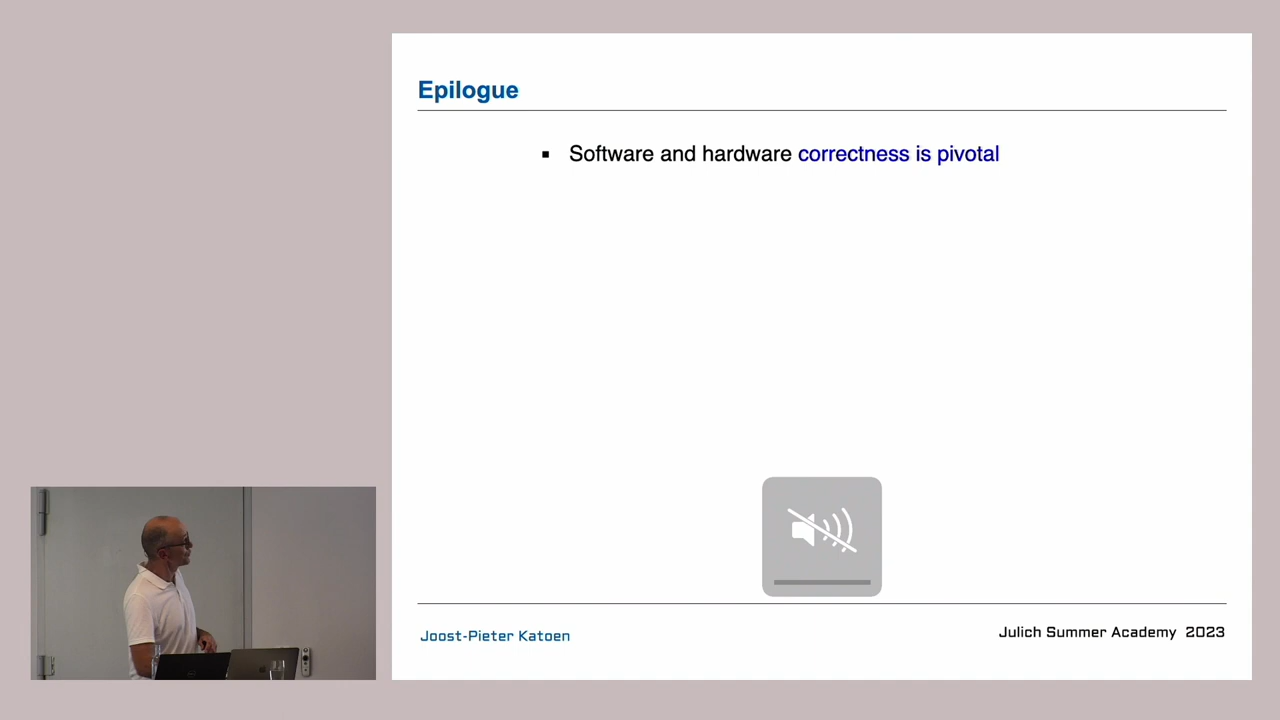 Epilogue
▪ Software and hardware correctness is pivotal
Joost-Pieter Katoen
Julich Summer Academy 2023